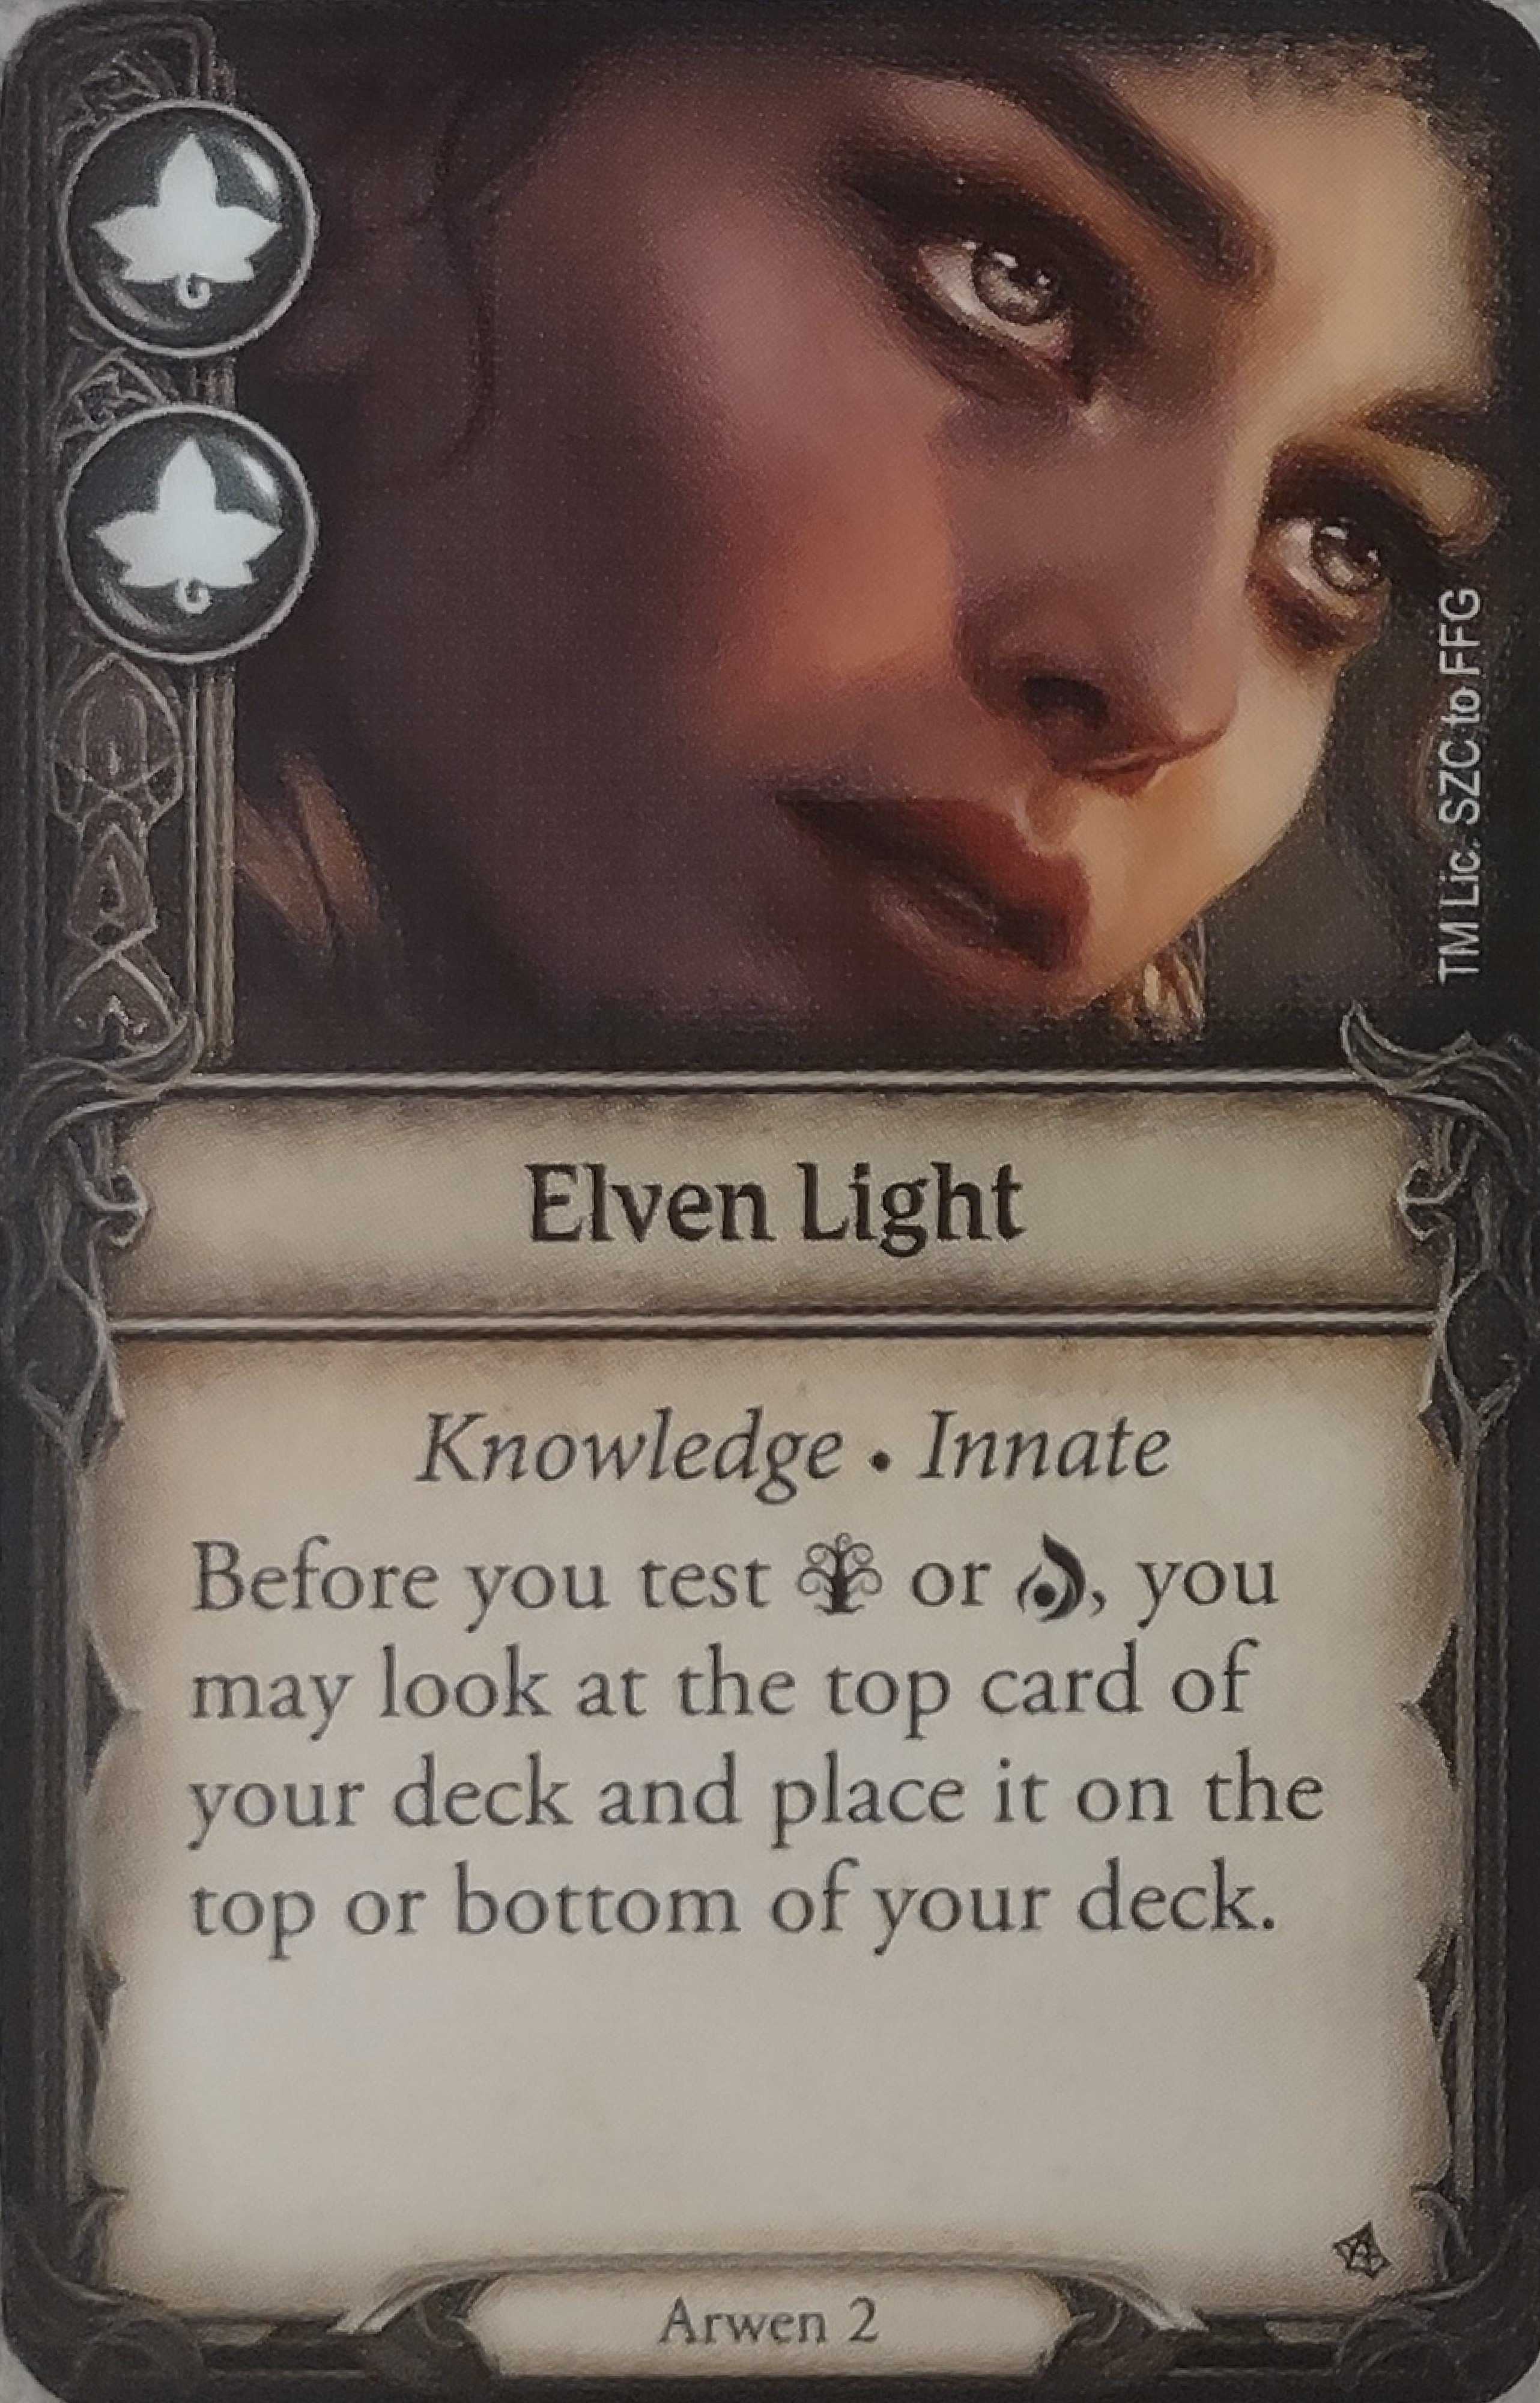 TM Lic. SZC to FFG
Elven Light
Knowledge • Innate
Before you test or , you
may look at the top card of
your deck and place it on the
top or bottom of your deck.
Arwen 2